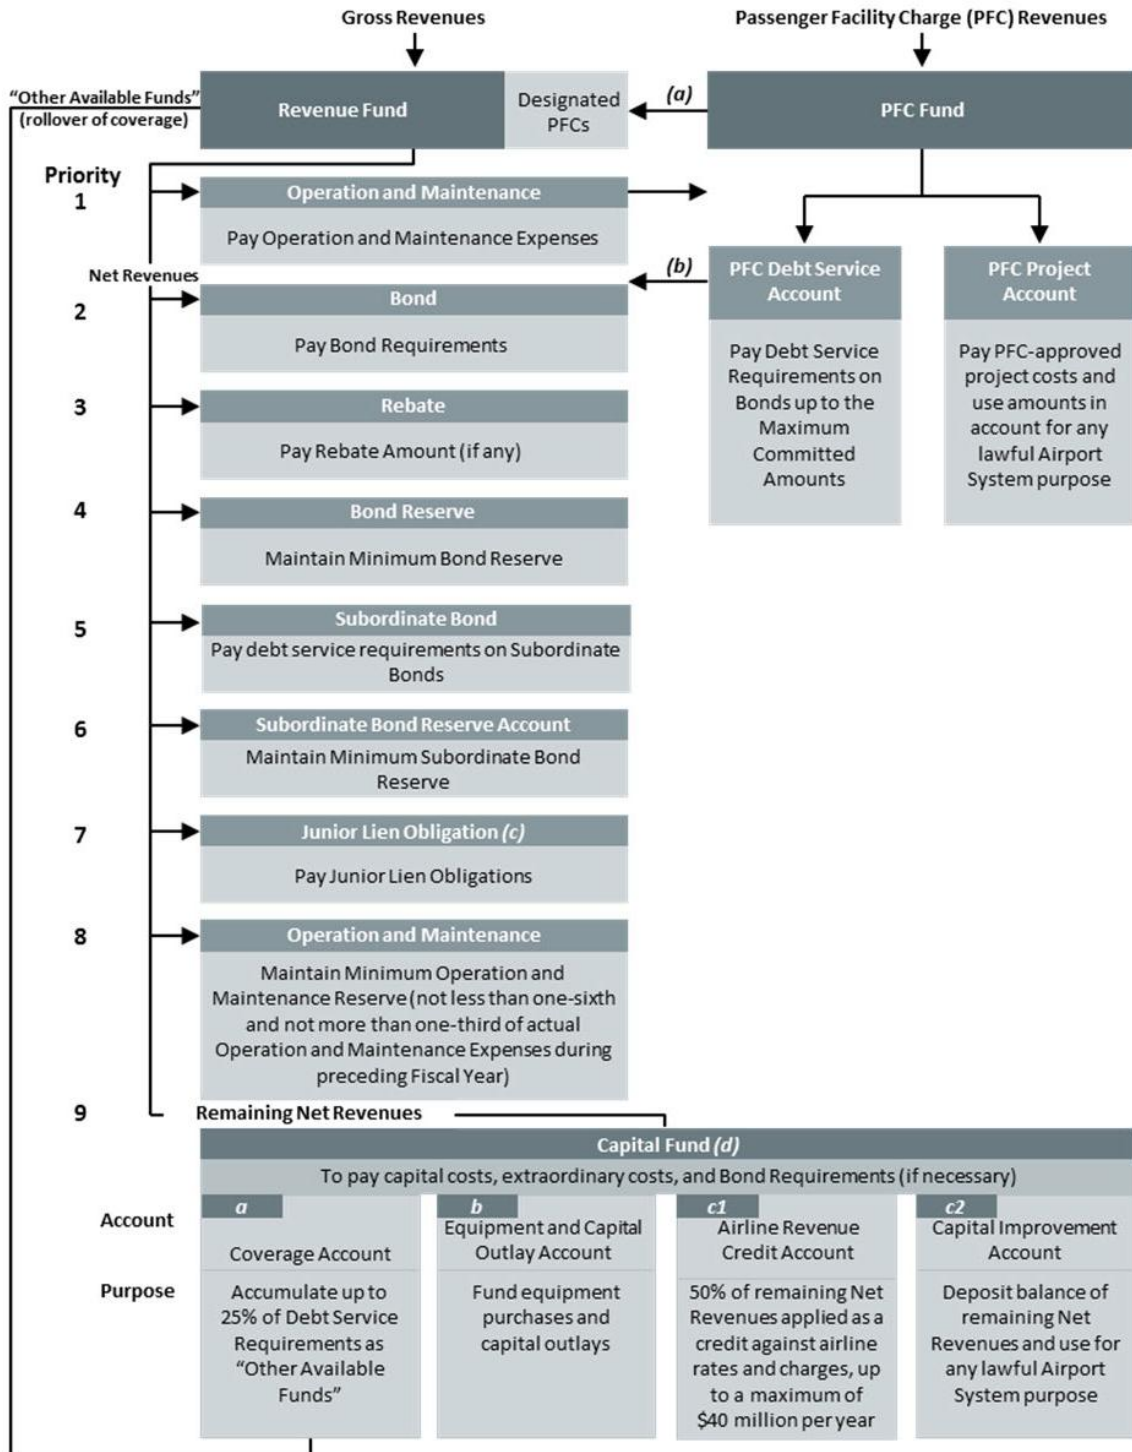 Gross Revenues
Passenger Facility Charge (PFC) Revenues
"Other Available Funds"
(rollover of coverage)
Revenue Fund
Designated
PFCs
(a)
PFC Fund
Priority
1
Operation and Maintenance
Pay Operation and Maintenance Expenses
Net Revenues
(b)
PFC Debt Service
Account
Pay Debt Service
Requirements on
Bonds up to the
Maximum
Committed
Amounts
PFC Project
Account
Pay PFC-approved
project costs and
use amounts in
account for any
lawful Airport
System purpose
2
Bond
Pay Bond Requirements
3
Rebate
Pay Rebate Amount (if any)
4
Bond Reserve
Maintain Minimum Bond Reserve
5
Subordinate Bond
Pay debt service requirements on Subordinate
Bonds
6
Subordinate Bond Reserve Account
Maintain Minimum Subordinate Bond
Reserve
7
Junior Lien Obligation (c)
Pay Junior Lien Obligations
8
Operation and Maintenance
Maintain Minimum Operation and
Maintenance Reserve (not less than one-sixth
and not more than one-third of actual
Operation and Maintenance Expenses during
preceding Fiscal Year)
9
Remaining Net Revenues
Capital Fund (d)
To pay capital costs, extraordinary costs, and Bond Requirements (if necessary)
Account
Purpose
a
Coverage Account
Accumulate up to
25% of Debt Service
Requirements as
"Other Available
Funds"
b
Equipment and Capital
Outlay Account
Fund equipment
purchases and
capital outlays
c1
Airline Revenue
Credit Account
50% of remaining Net
Revenues applied as a
credit against airline
rates and charges, up
to a maximum of
$40 million per year
c2
Capital Improvement
Account
Deposit balance of
remaining Net
Revenues and use for
any lawful Airport
System purpose